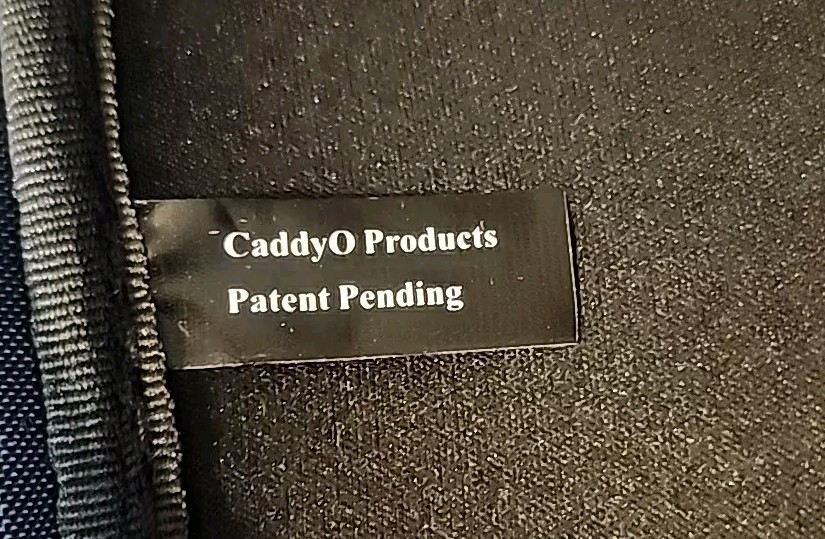 CaddyO Products
Patent Pending